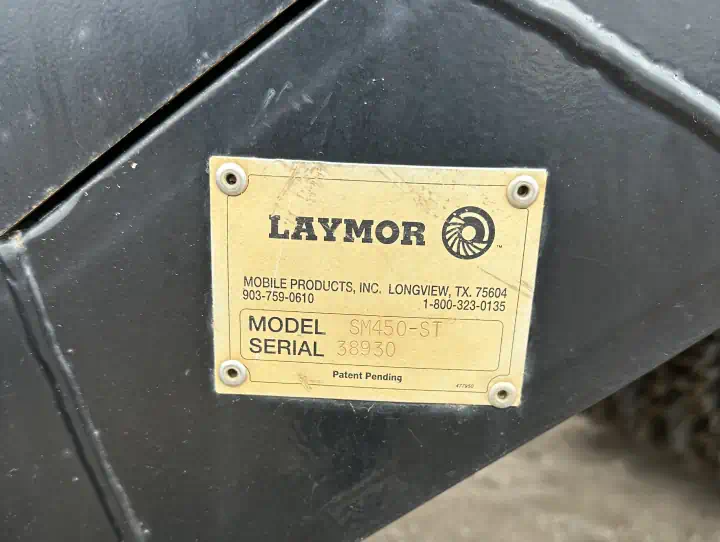 LAYMOR ™
MOBILE PRODUCTS, INC. LONGVIEW, TX. 75604
903-759-0610 1-800-323-0135
MODEL SM450-ST
SERIAL 38930
Patent Pending